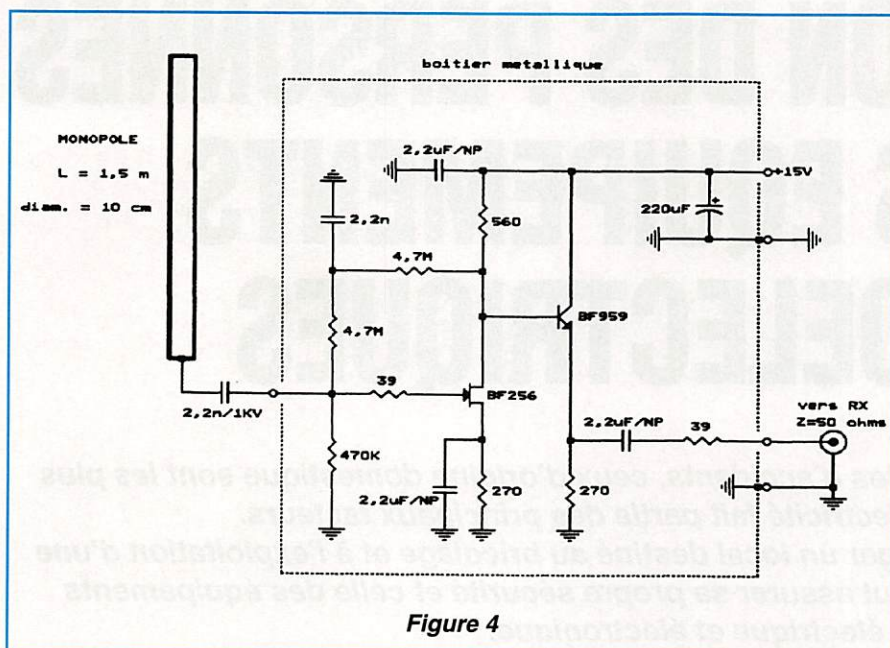 boitier metallique
MONOPOLE
L = 1,5 m
diam. = 10 cm
2,2uF/NP
+15V
220uF
+
2,2n
560
4,7M
4,7M
BF959
39
BF256
2,2n/1KV
2,2uF/NP
39
vers RX
Z=50 ohms
470K
2,2uF/NP
270
270
Figure 4